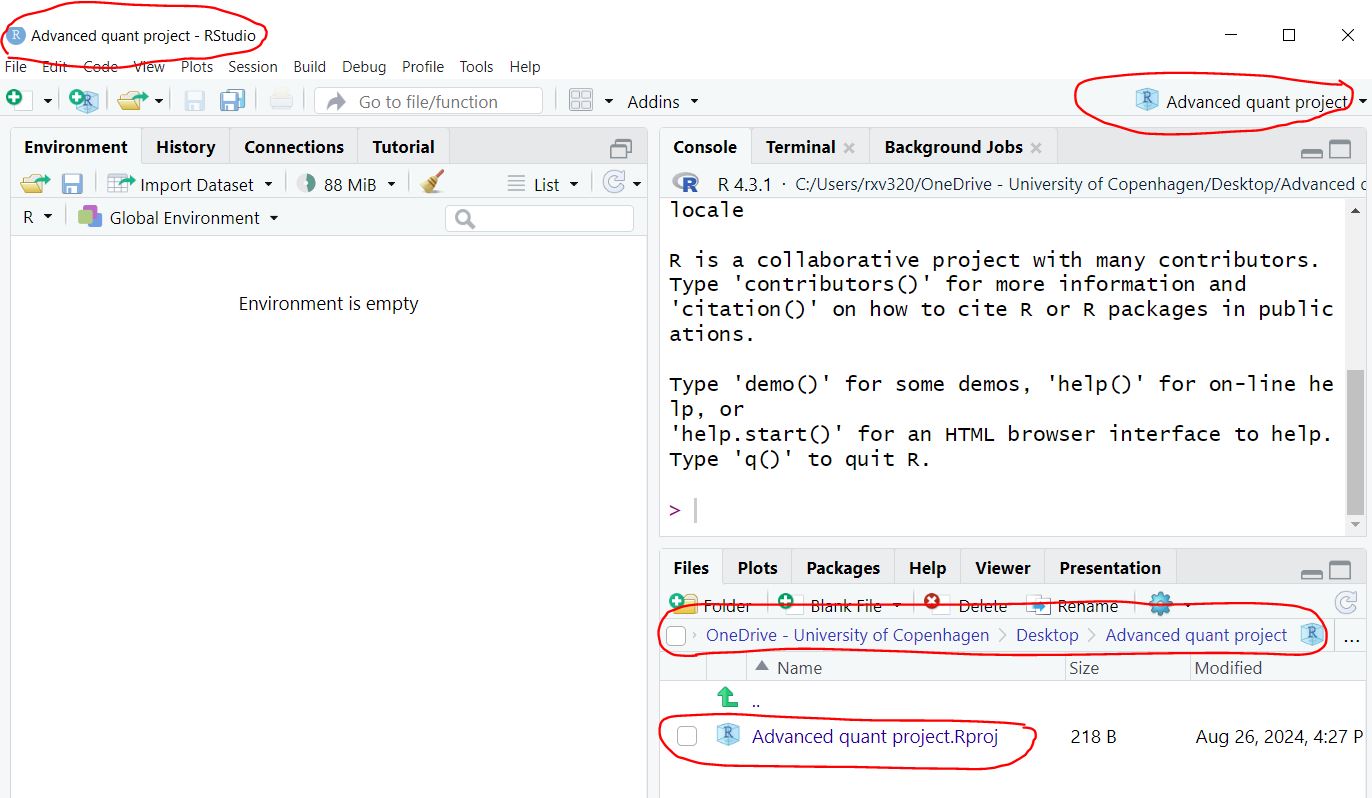 Advanced quant project - RStudio
File Edit Code View Plots Session Build Debug Profile Tools Help
Go to file/function Addins Advanced quant project
Environment History Connections Tutorial
Import Dataset 88 MiB List
R Global Environment
Environment is empty
Console Terminal Background Jobs
R 4.3.1 · C:/Users/rxv320/OneDrive - University of Copenhagen/Desktop/Advanced
locale
R is a collaborative project with many contributors.
Type 'contributors()' for more information and
'citation()' on how to cite R or R packages in public
ations.
Type 'demo()' for some demos, 'help()' for on-line he
lp, or
'help.start()' for an HTML browser interface to help.
Type 'q()' to quit R.
>
Files Plots Packages Help Viewer Presentation
Folder Blank File Delete Rename
OneDrive - University of Copenhagen Desktop Advanced quant project ...
Name Size Modified
..
Advanced quant project.Rproj 218 B Aug 26, 2024, 4:27 P